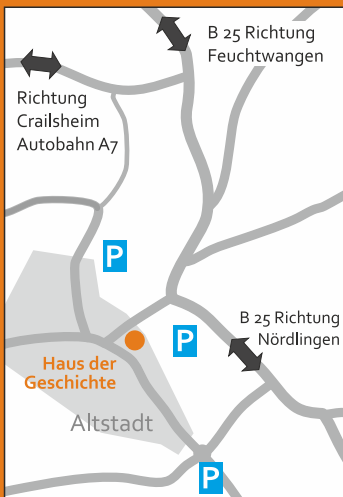 B 25 Richtung
Feuchtwangen
Richtung
Crailsheim
Autobahn A7
P
B 25 Richtung
Nördlingen
P
Haus der
Geschichte
Altstadt
P